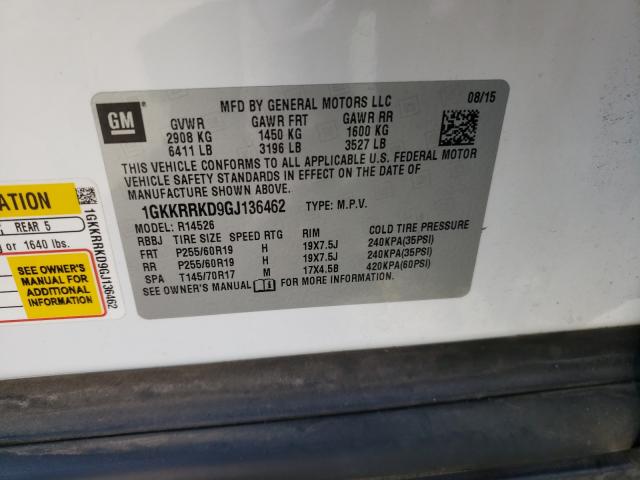 GM
MFD BY GENERAL MOTORS LLC 08/15
GVWR GAWR FRT GAWR RR
2908 KG 1450 KG 1600 KG
6411 LB 3196 LB 3527 LB
THIS VEHICLE CONFORMS TO ALL APPLICABLE U.S. FEDERAL MOTOR
VEHICLE SAFETY STANDARDS IN EFFECT ON THE DATE OF
MANUFACTURE SHOWN ABOVE.
1GKKRRKD9GJ136462 TYPE: M.P.V.
MODEL: R14526
RBBJ TIRE SIZE SPEED RTG RIM COLD TIRE PRESSURE
FRT P255/60R19 H 19X7.5J 240KPA(35PSI)
RR P255/60R19 H 19X7.5J 240KPA(35PSI)
SPA T145/70R17 M 17X4.5B 420KPA(60PSI)
SEE OWNER'S MANUAL FOR MORE INFORMATION.
ATION
REAR 5
or 1640 lbs.
SEE OWNER'S
MANUAL FOR
ADDITIONAL
INFORMATION
1GKKRRKD9GJ136462